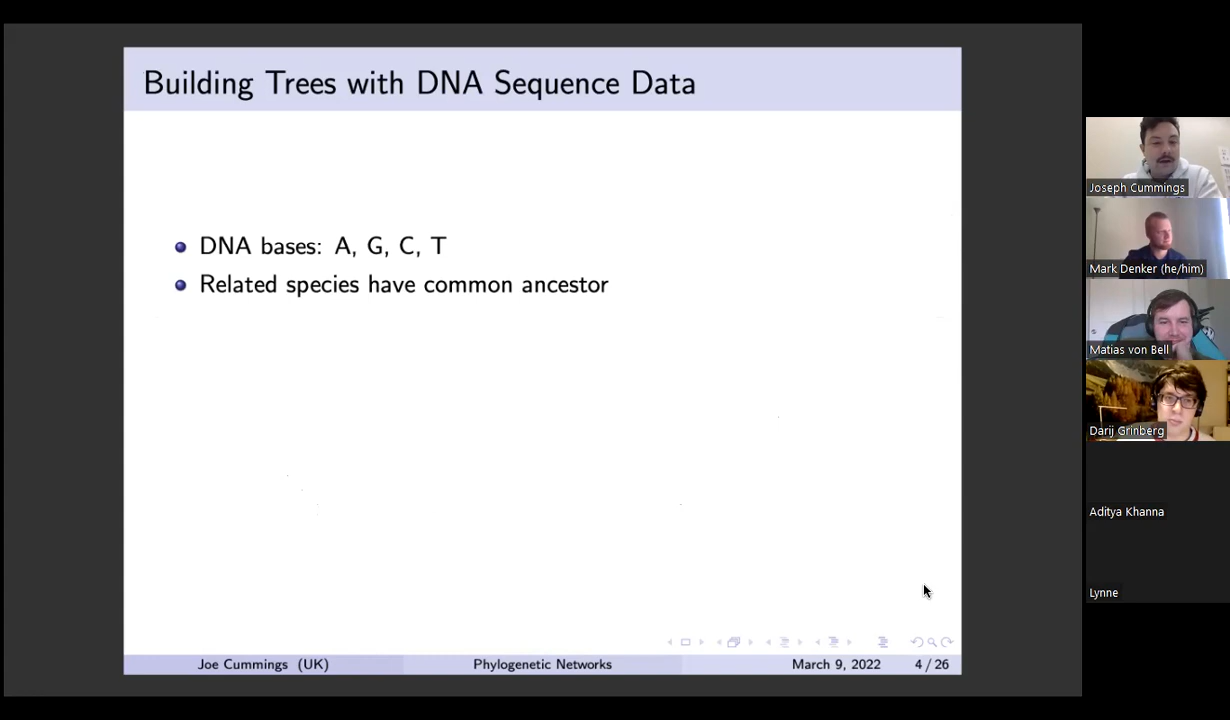 Building Trees with DNA Sequence Data
DNA bases: A, G, C, T
Related species have common ancestor
Joe Cummings (UK)
Phylogenetic Networks
March 9, 2022
4 / 26
Joseph Cummings
Mark Denker (he/him)
Matias von Bell
Darij Grinberg
Aditya Khanna
Lynne